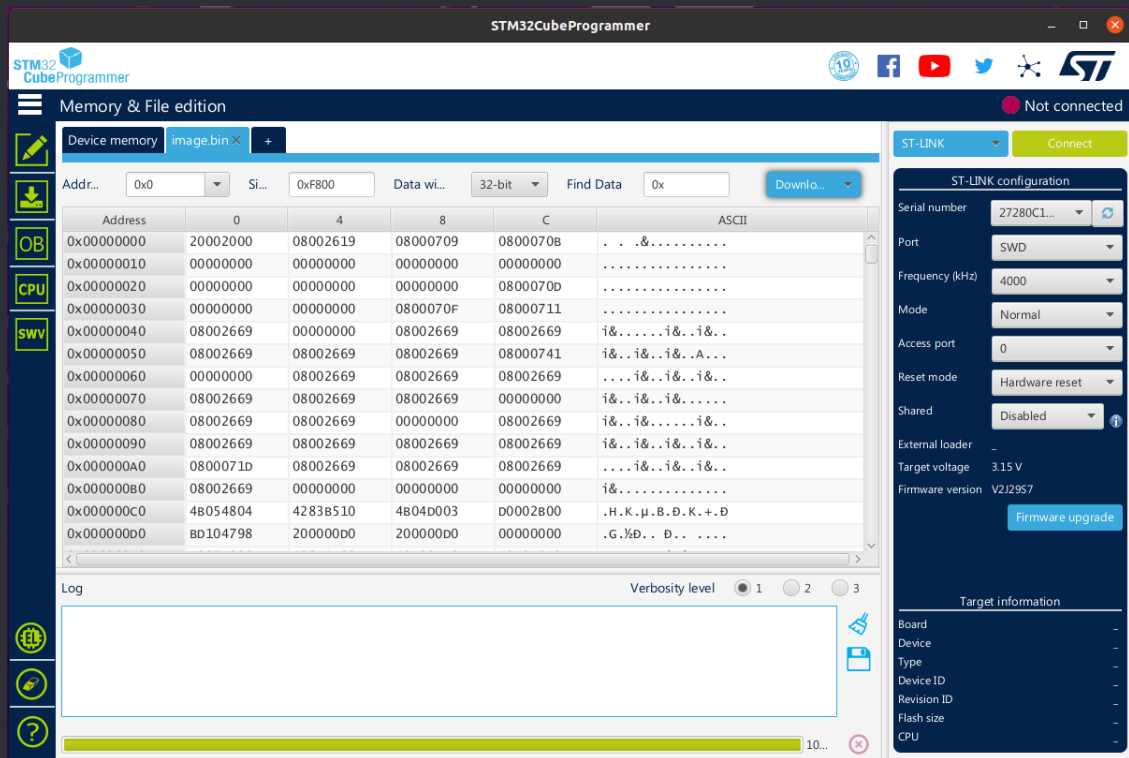 STM32CubeProgrammer
STM32
CubeProgrammer
10
ST
Memory & File edition
Not connected
Device memory image.bin × +
ST-LINK Connect
Addr... 0x0 Si... 0xF800 Data wi... 32-bit Find Data 0x Downlo...
Address 0 4 8 C ASCII
0x00000000 20002000 08002619 08000709 0800070B . . .&..........
0x00000010 00000000 00000000 00000000 00000000 ................
0x00000020 00000000 00000000 00000000 0800070D ................
0x00000030 00000000 00000000 0800070F 08000711 ................
0x00000040 08002669 00000000 08002669 08002669 i&......i&..i&..
0x00000050 08002669 08002669 08002669 08000741 i&..i&..i&..A...
0x00000060 00000000 08002669 08002669 08002669 ....i&..i&..i&..
0x00000070 08002669 08002669 08002669 00000000 i&..i&..i&......
0x00000080 08002669 08002669 00000000 08002669 i&..i&......i&..
0x00000090 08002669 08002669 08002669 08002669 i&..i&..i&..i&..
0x000000A0 0800071D 08002669 08002669 08002669 ....i&..i&..i&..
0x000000B0 08002669 00000000 00000000 00000000 i&..............
0x000000C0 4B054804 4283B510 4B04D003 D0002B00 .H.K.µ.B.Ð.K.+.Ð
0x000000D0 BD104798 200000D0 200000D0 00000000 .G.½Ð.. Ð.. ....
OB
CPU
SWV
?
Log Verbosity level 1 2 3
10...
ST-LINK configuration
Serial number 27280C1...
Port SWD
Frequency (kHz) 4000
Mode Normal
Access port 0
Reset mode Hardware reset
Shared Disabled i
External loader _
Target voltage 3.15 V
Firmware version V2J29S7
Firmware upgrade
Target information
Board _
Device _
Type _
Device ID _
Revision ID _
Flash size _
CPU _